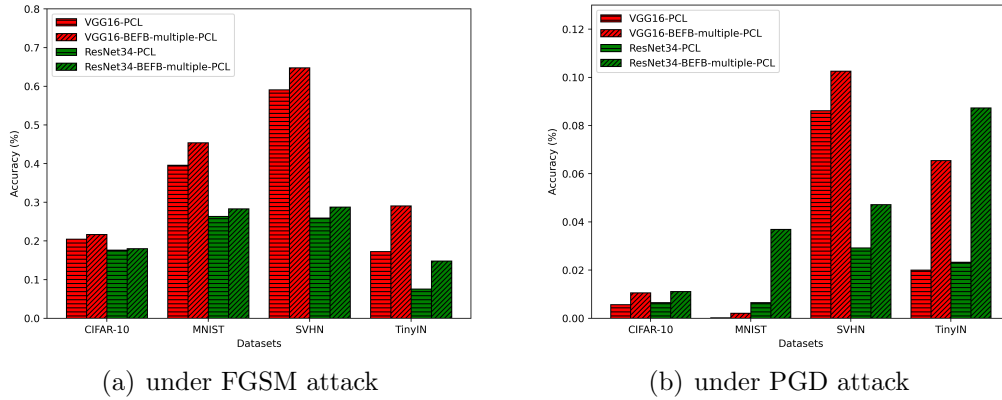 VGG16-PCL
VGG16-BEFB-multiple-PCL
ResNet34-PCL
ResNet34-BEFB-multiple-PCL
Accuracy (%)
0.8
0.7
0.6
0.5
0.4
0.3
0.2
0.1
0.0
CIFAR-10 MNIST SVHN TinyIN
Datasets
(a) under FGSM attack
VGG16-PCL
VGG16-BEFB-multiple-PCL
ResNet34-PCL
ResNet34-BEFB-multiple-PCL
Accuracy (%)
0.12
0.10
0.08
0.06
0.04
0.02
0.00
CIFAR-10 MNIST SVHN TinyIN
Datasets
(b) under PGD attack